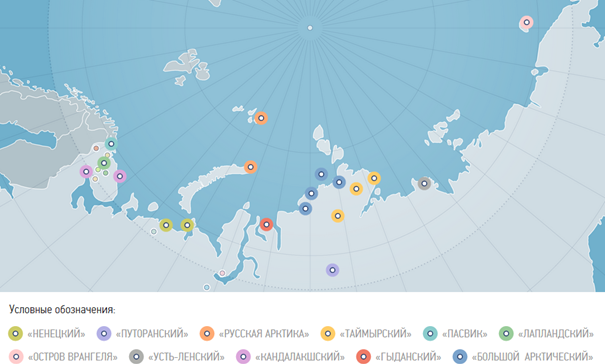 Условные обозначения:
«НЕНЕЦКИЙ» «ПУТОРАНСКИЙ» «РУССКАЯ АРКТИКА» «ТАЙМЫРСКИЙ» «ПАСВИК» «ЛАПЛАНДСКИЙ»
«ОСТРОВ ВРАНГЕЛЯ» «УСТЬ-ЛЕНСКИЙ» «КАНДАЛАКШСКИЙ» «ГЫДАНСКИЙ» «БОЛЬШОЙ АРКТИЧЕСКИЙ»